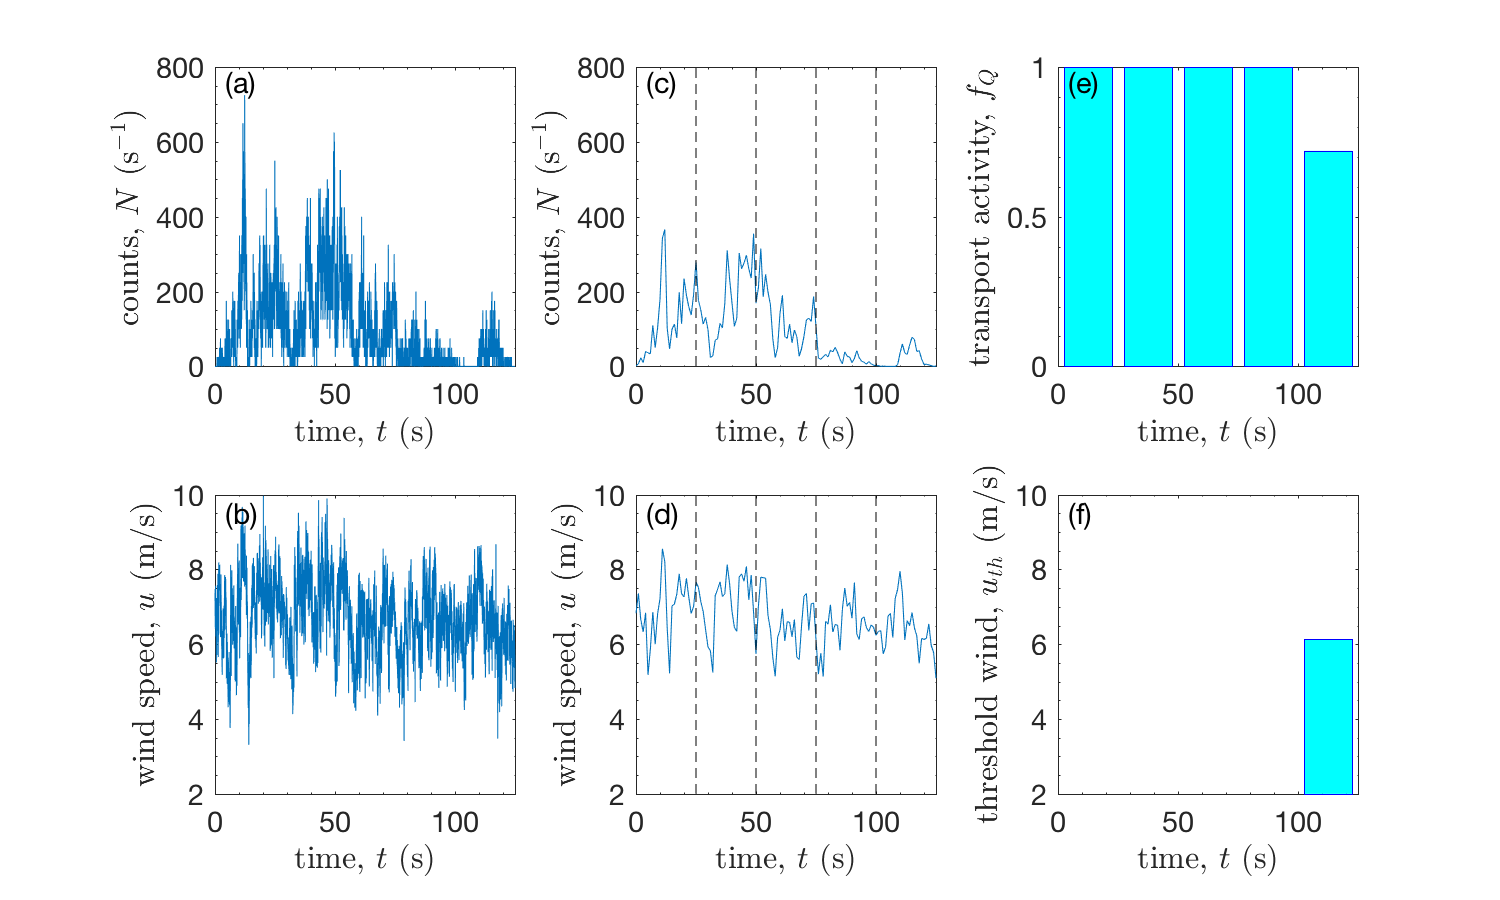 (a)
counts, N (s⁻¹)
800
600
400
200
0
0 50 100
time, t (s)
(c)
counts, N (s⁻¹)
800
600
400
200
0
0 50 100
time, t (s)
(e)
transport activity, f_Q
1
0.5
0
0 50 100
time, t (s)
(b)
wind speed, u (m/s)
10
8
6
4
2
0 50 100
time, t (s)
(d)
wind speed, u (m/s)
10
8
6
4
2
0 50 100
time, t (s)
(f)
threshold wind, u_th (m/s)
10
8
6
4
2
0 50 100
time, t (s)